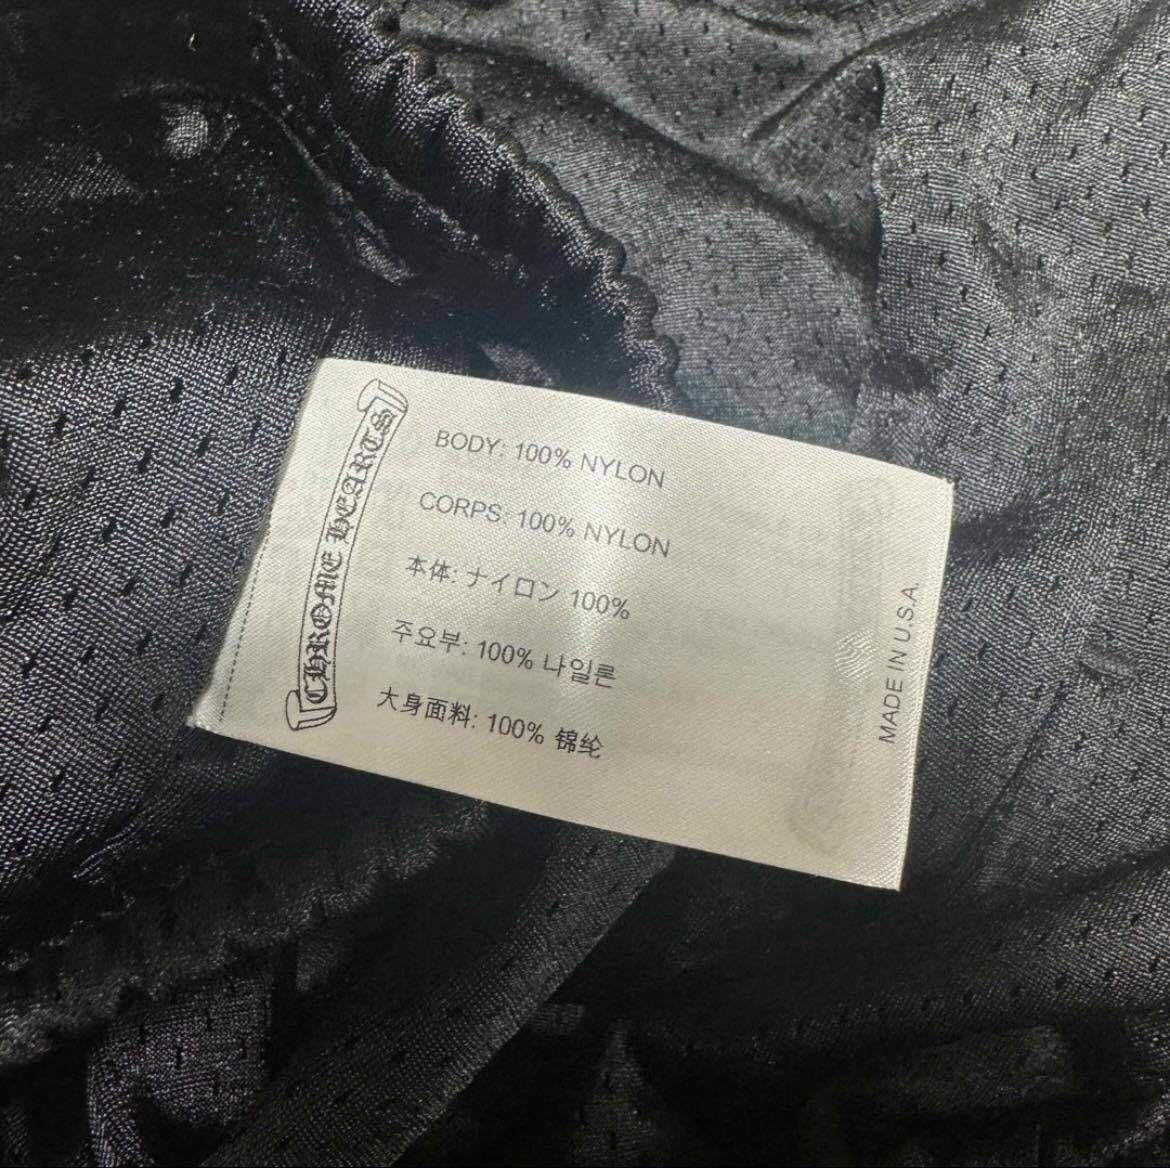 CHROME HEARTS
BODY: 100% NYLON
CORPS: 100% NYLON
本体: ナイロン 100%
주요부: 100% 나일론
大身面料: 100% 锦纶
MADE IN U.S.A.